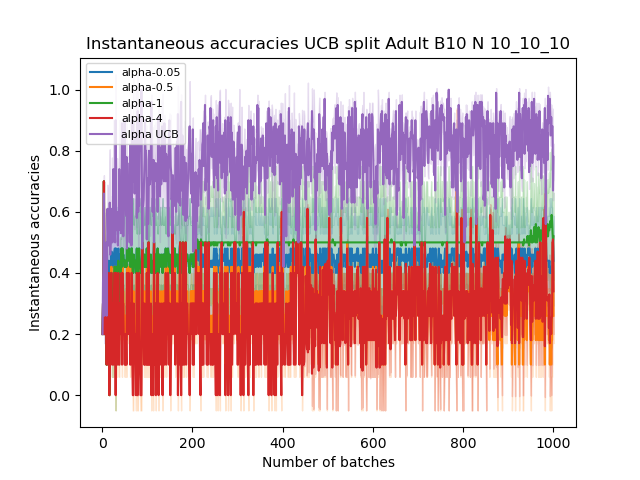 Instantaneous accuracies UCB split Adult B10 N 10_10_10
alpha-0.05
alpha-0.5
alpha-1
alpha-4
alpha UCB
1.0
0.8
0.6
0.4
0.2
0.0
Instantaneous accuracies
0 200 400 600 800 1000
Number of batches